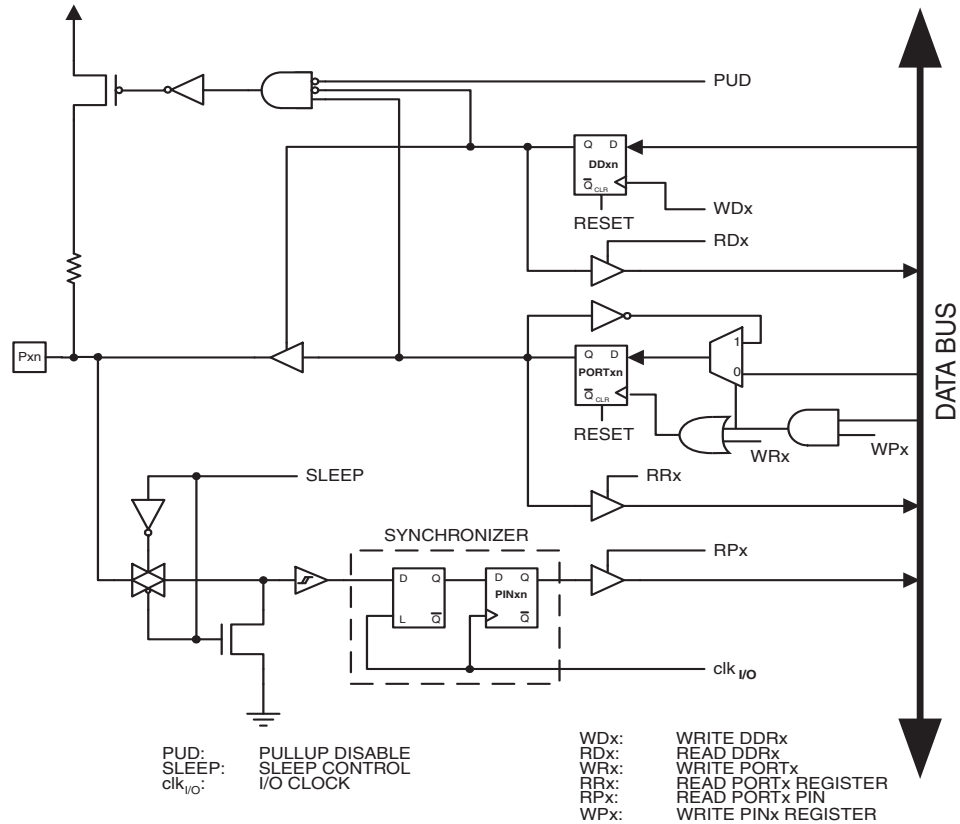 PUD
Q D
DDxn
Q CLR
WDx
RESET
RDx
Pxn
1
Q D
PORTxn
0
Q CLR
RESET
WRx
WPx
DATA BUS
SLEEP
RRx
SYNCHRONIZER
RPx
D Q
D Q
PINxn
L Q
Q
clk I/O
PUD: PULLUP DISABLE
SLEEP: SLEEP CONTROL
clkI/O: I/O CLOCK
WDx: WRITE DDRx
RDx: READ DDRx
WRx: WRITE PORTx
RRx: READ PORTx REGISTER
RPx: READ PORTx PIN
WPx: WRITE PINx REGISTER